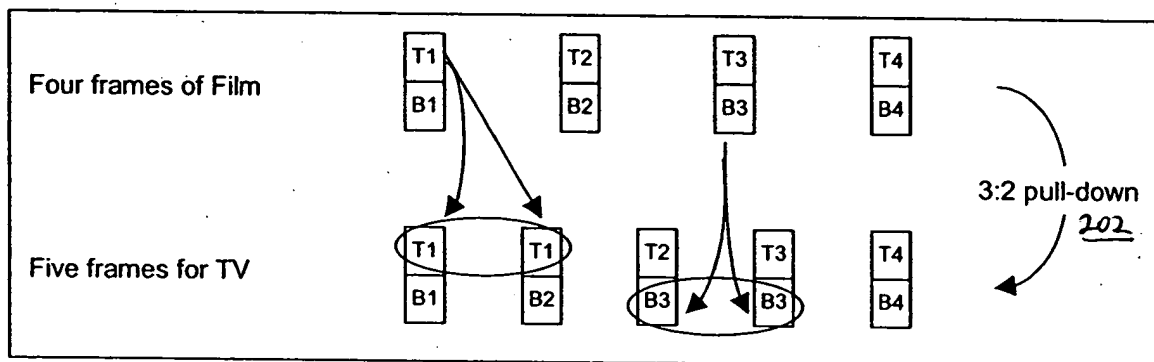 T1 T2 T3 T4
Four frames of Film
B1 B2 B3 B4
3:2 pull-down
202
T1 T1 T2 T3 T4
Five frames for TV
B1 B2 B3 B3 B4